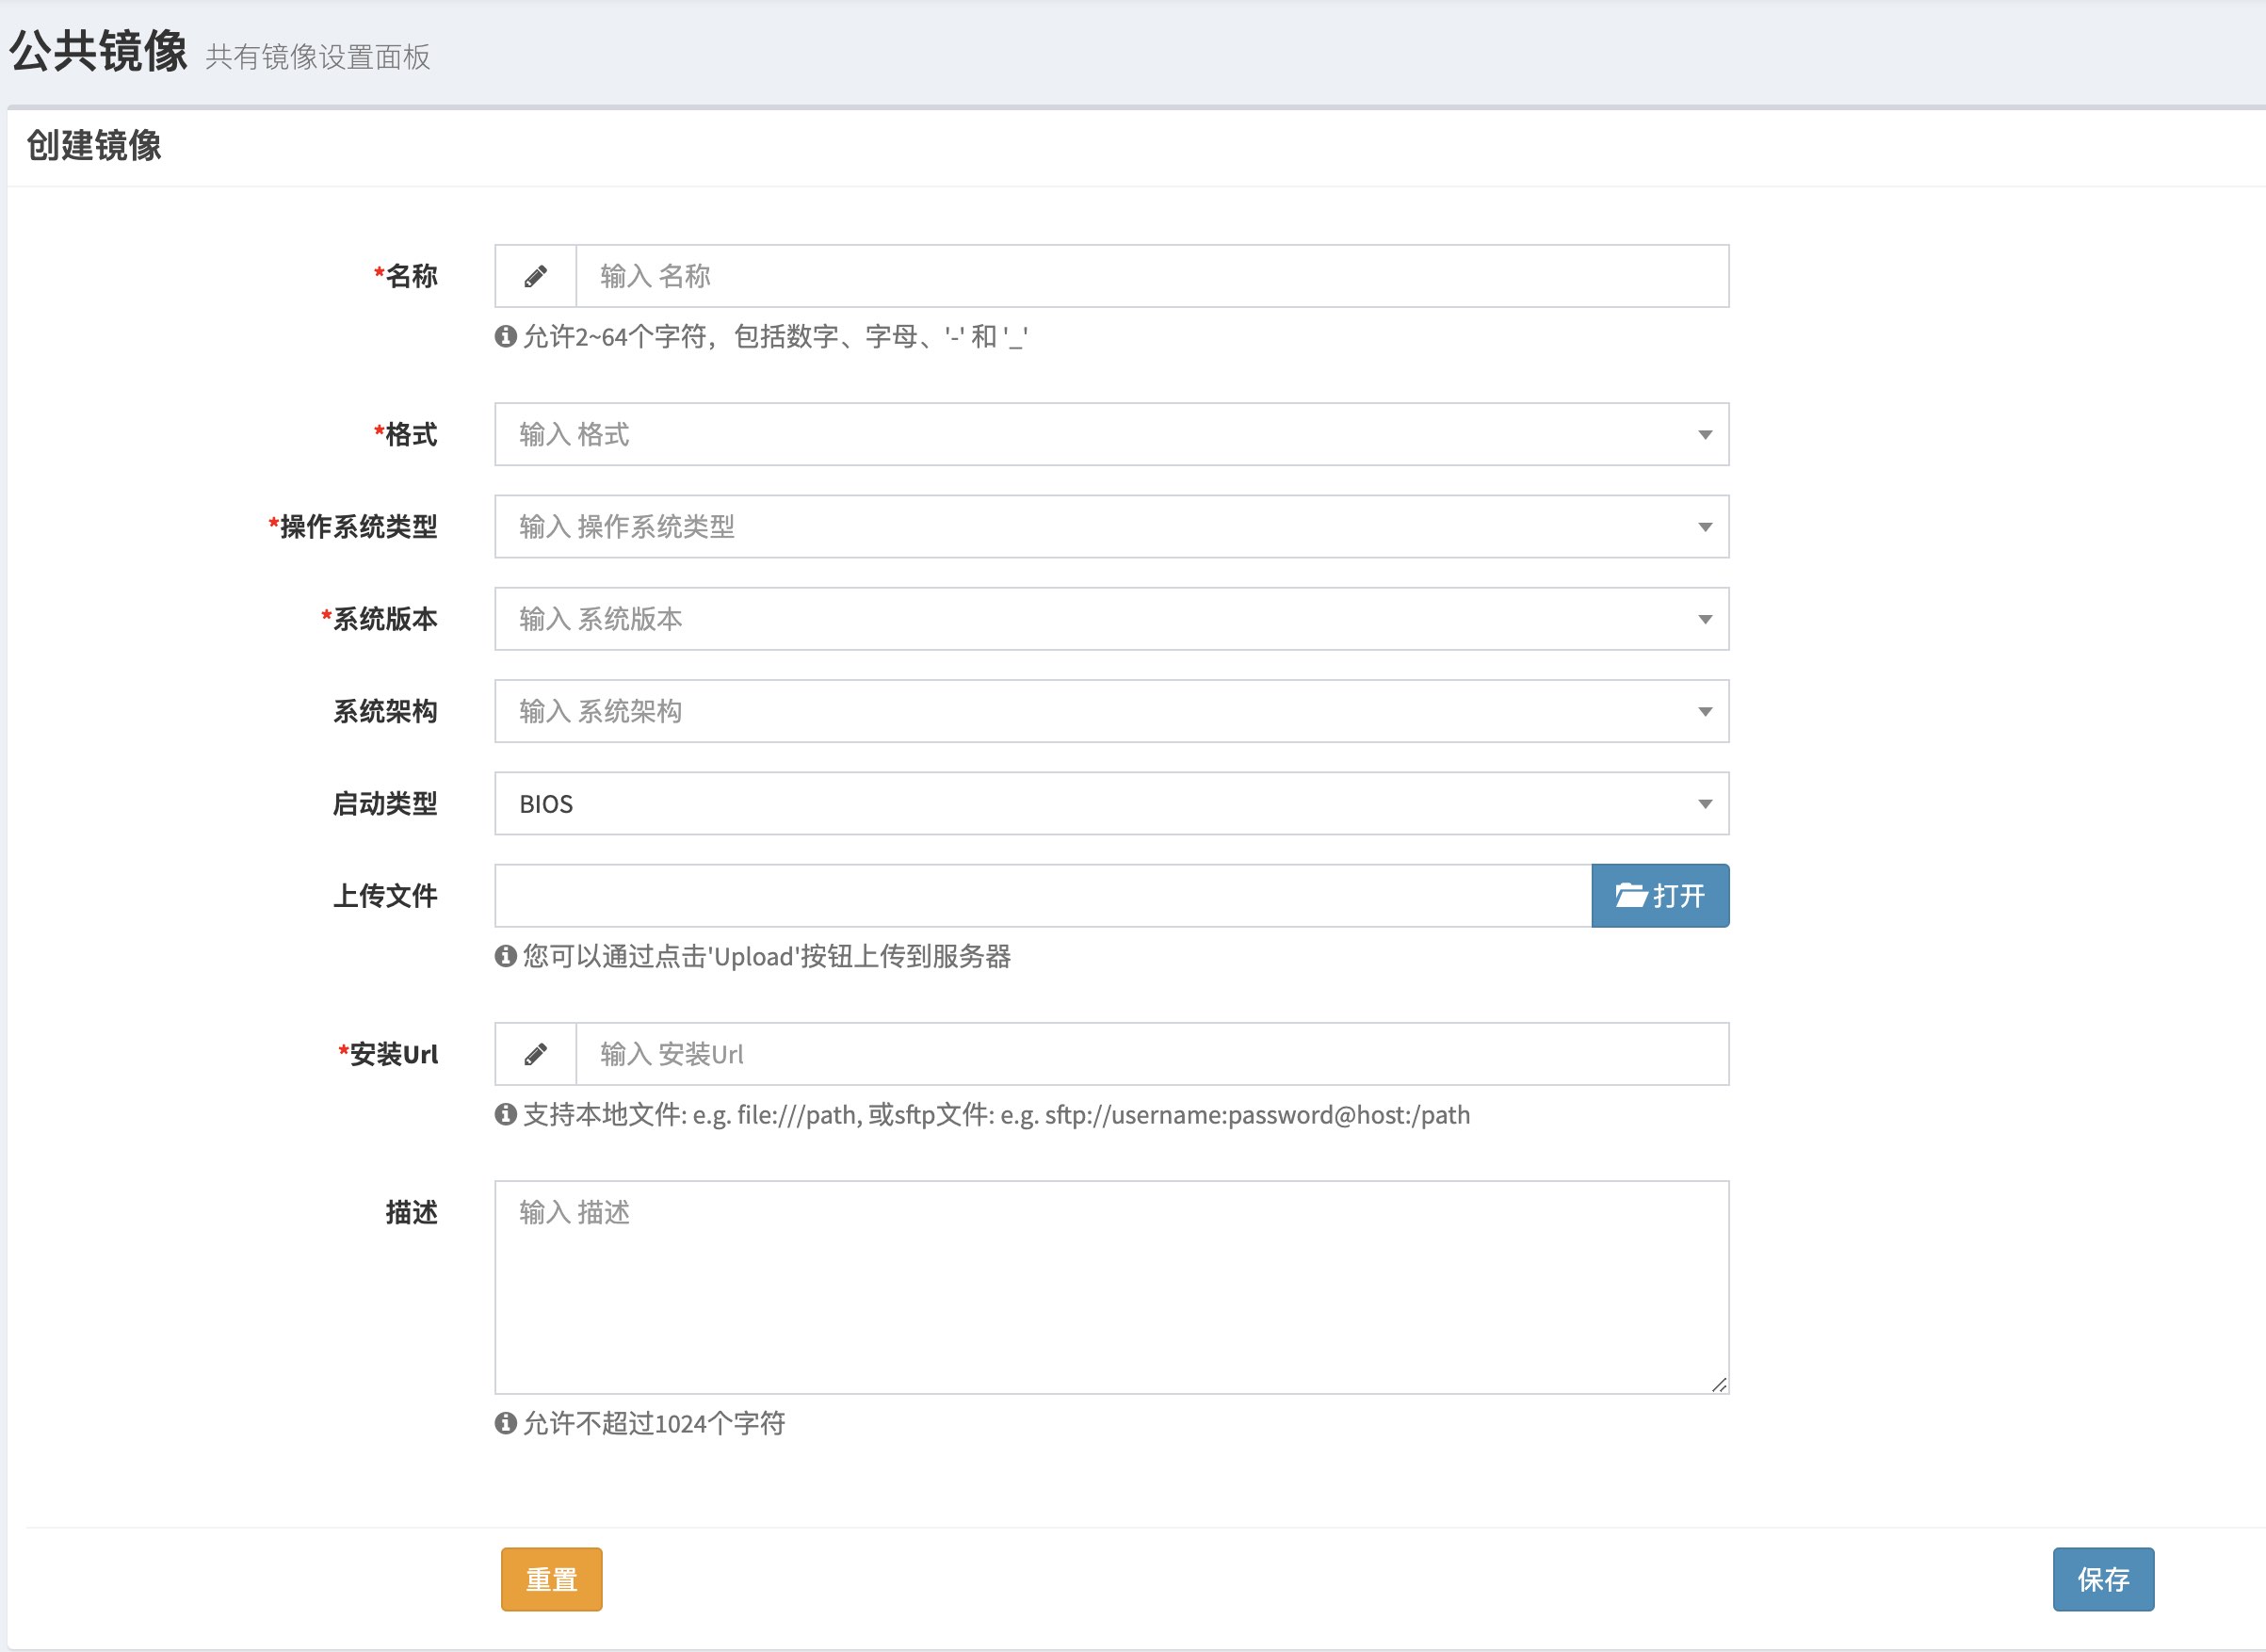 公共镜像 共有镜像设置面板
创建镜像
*名称 输入 名称
允许2~64个字符，包括数字、字母、'-' 和 '_'
*格式 输入 格式
*操作系统类型 输入 操作系统类型
*系统版本 输入 系统版本
系统架构 输入 系统架构
启动类型 BIOS
上传文件 打开
您可以通过点击'Upload'按钮上传到服务器
*安装Url 输入 安装Url
支持本地文件: e.g. file:///path, 或sftp文件: e.g. sftp://username:password@host:/path
描述 输入 描述
允许不超过1024个字符
重置 保存